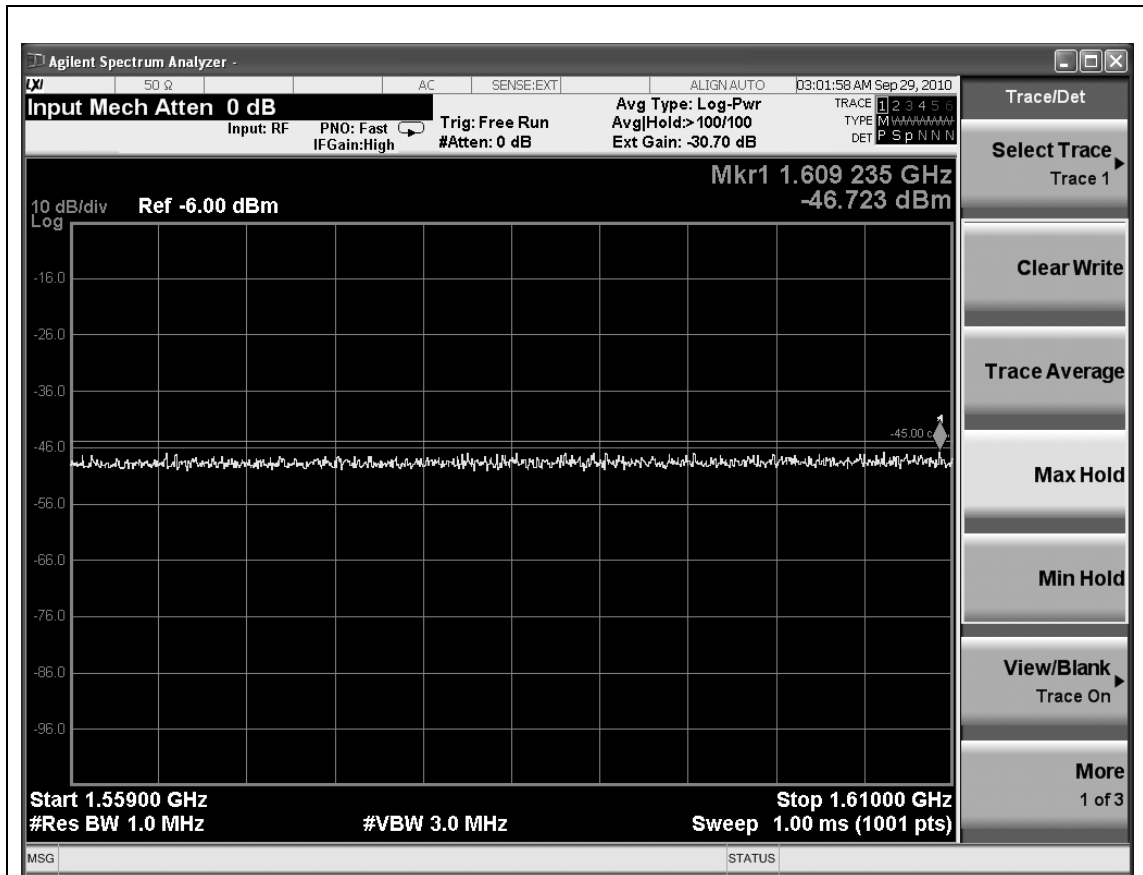 Agilent Spectrum Analyzer -
LXI 50 Ω AC SENSE:EXT ALIGN AUTO 03:01:58 AM Sep 29, 2010
Input Mech Atten 0 dB
Input: RF
PNO: Fast
IFGain:High
Trig: Free Run
#Atten: 0 dB
Avg Type: Log-Pwr
Avg|Hold:> 100/100
Ext Gain: -30.70 dB
TRACE 1 2 3 4 5 6
TYPE M WWWWW
DET P S p N N N
Mkr1 1.609 235 GHz
-46.723 dBm
10 dB/div Ref -6.00 dBm
Log
-16.0
-26.0
-36.0
-46.0
-56.0
-66.0
-76.0
-86.0
-96.0
-45.00
1
Start 1.55900 GHz Stop 1.61000 GHz
#Res BW 1.0 MHz #VBW 3.0 MHz Sweep 1.00 ms (1001 pts)
MSG STATUS
Trace/Det
Select Trace
Trace 1
Clear Write
Trace Average
Max Hold
Min Hold
View/Blank
Trace On
More
1 of 3